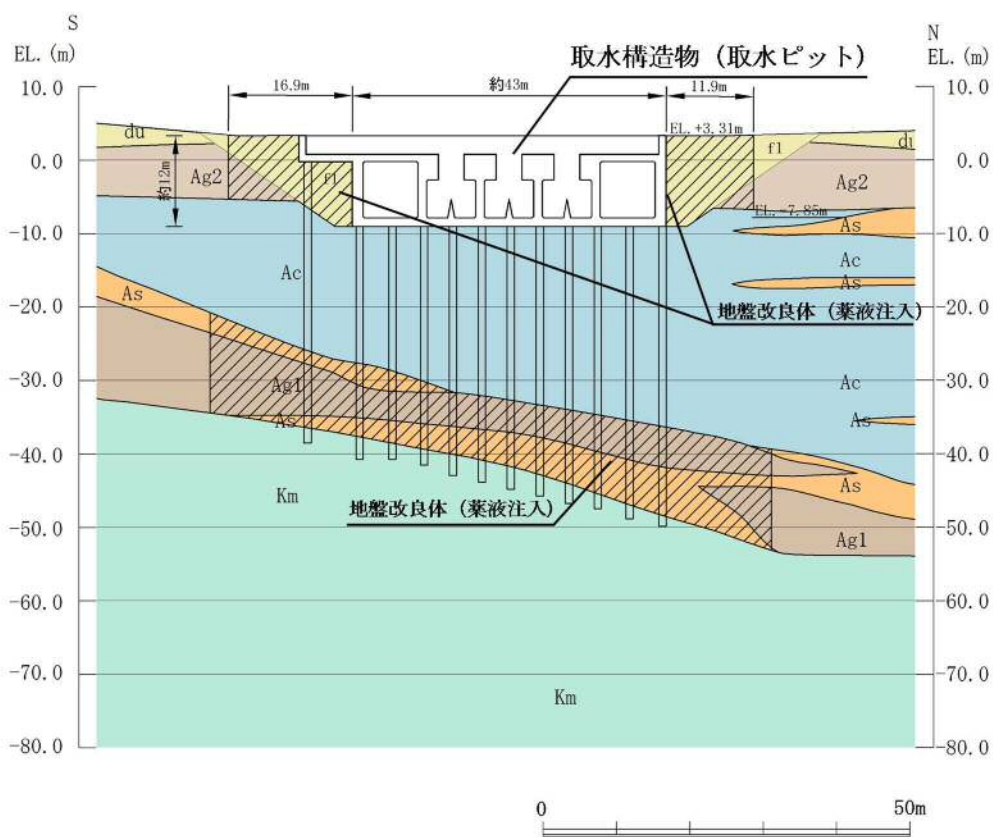 S
EL. (m)
N
EL. (m)
取水構造物（取水ピット）
10.0
16.9m
約43m
11.9m
10.0
EL.+3.31m
du
fl
du
0.0
0.0
約12m
Ag2
fl
Ag2
EL.-7.85m
-10.0
As
-10.0
Ac
Ac
As
As
-20.0
地盤改良体（薬液注入）
-20.0
-30.0
Ag1
Ac
-30.0
As
As
-40.0
-40.0
As
Km
地盤改良体（薬液注入）
-50.0
Ag1
-50.0
-60.0
-60.0
-70.0
Km
-70.0
-80.0
-80.0
0
50m